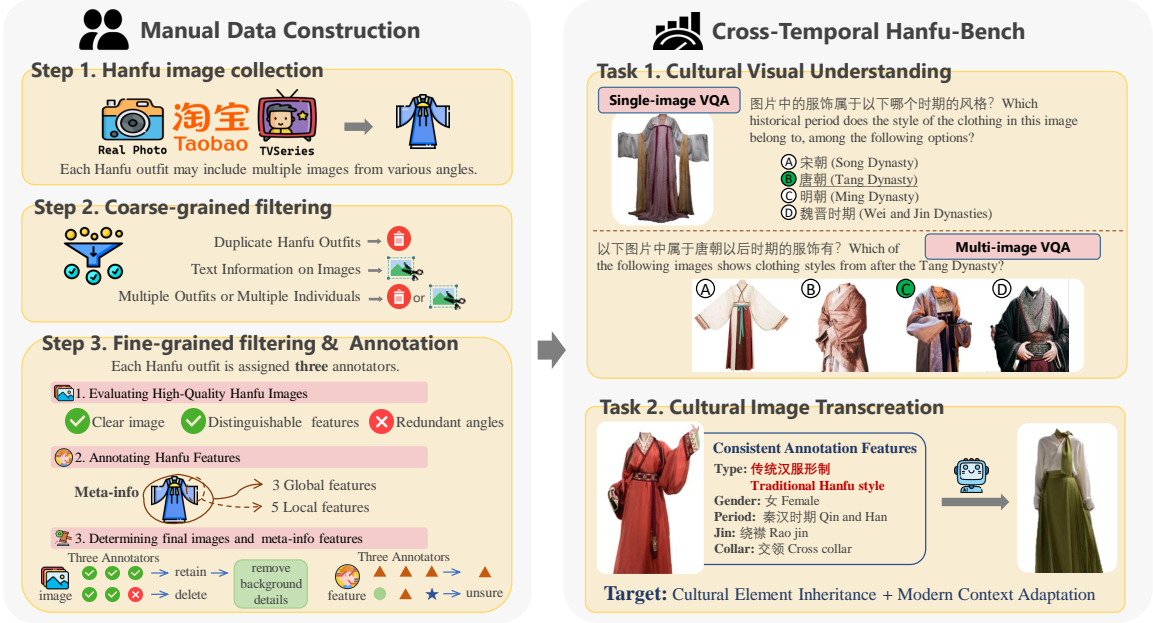 Manual Data Construction
Step 1. Hanfu image collection
Real Photo
淘宝
Taobao
TVSeries
Each Hanfu outfit may include multiple images from various angles.
Step 2. Coarse-grained filtering
Duplicate Hanfu Outfits
Text Information on Images
Multiple Outfits or Multiple Individuals
or
Step 3. Fine-grained filtering & Annotation
Each Hanfu outfit is assigned three annotators.
1. Evaluating High-Quality Hanfu Images
Clear image
Distinguishable features
Redundant angles
2. Annotating Hanfu Features
Meta-info
3 Global features
5 Local features
3. Determining final images and meta-info features
Three Annotators
image
retain
delete
remove
background
details
Three Annotators
feature
unsure
Cross-Temporal Hanfu-Bench
Task 1. Cultural Visual Understanding
Single-image VQA
图片中的服饰属于以下哪个时期的风格? Which
historical period does the style of the clothing in this image
belong to, among the following options?
A 宋朝 (Song Dynasty)
B 唐朝 (Tang Dynasty)
C 明朝 (Ming Dynasty)
D 魏晋时期 (Wei and Jin Dynasties)
以下图片中属于唐朝以后时期的服饰有? Which of
Multi-image VQA
the following images shows clothing styles from after the Tang Dynasty?
A
B
C
D
Task 2. Cultural Image Transcreation
Consistent Annotation Features
Type: 传统汉服形制
Traditional Hanfu style
Gender: 女 Female
Period: 秦汉时期 Qin and Han
Jin: 绕襟 Rao jin
Collar: 交领 Cross collar
Target: Cultural Element Inheritance + Modern Context Adaptation